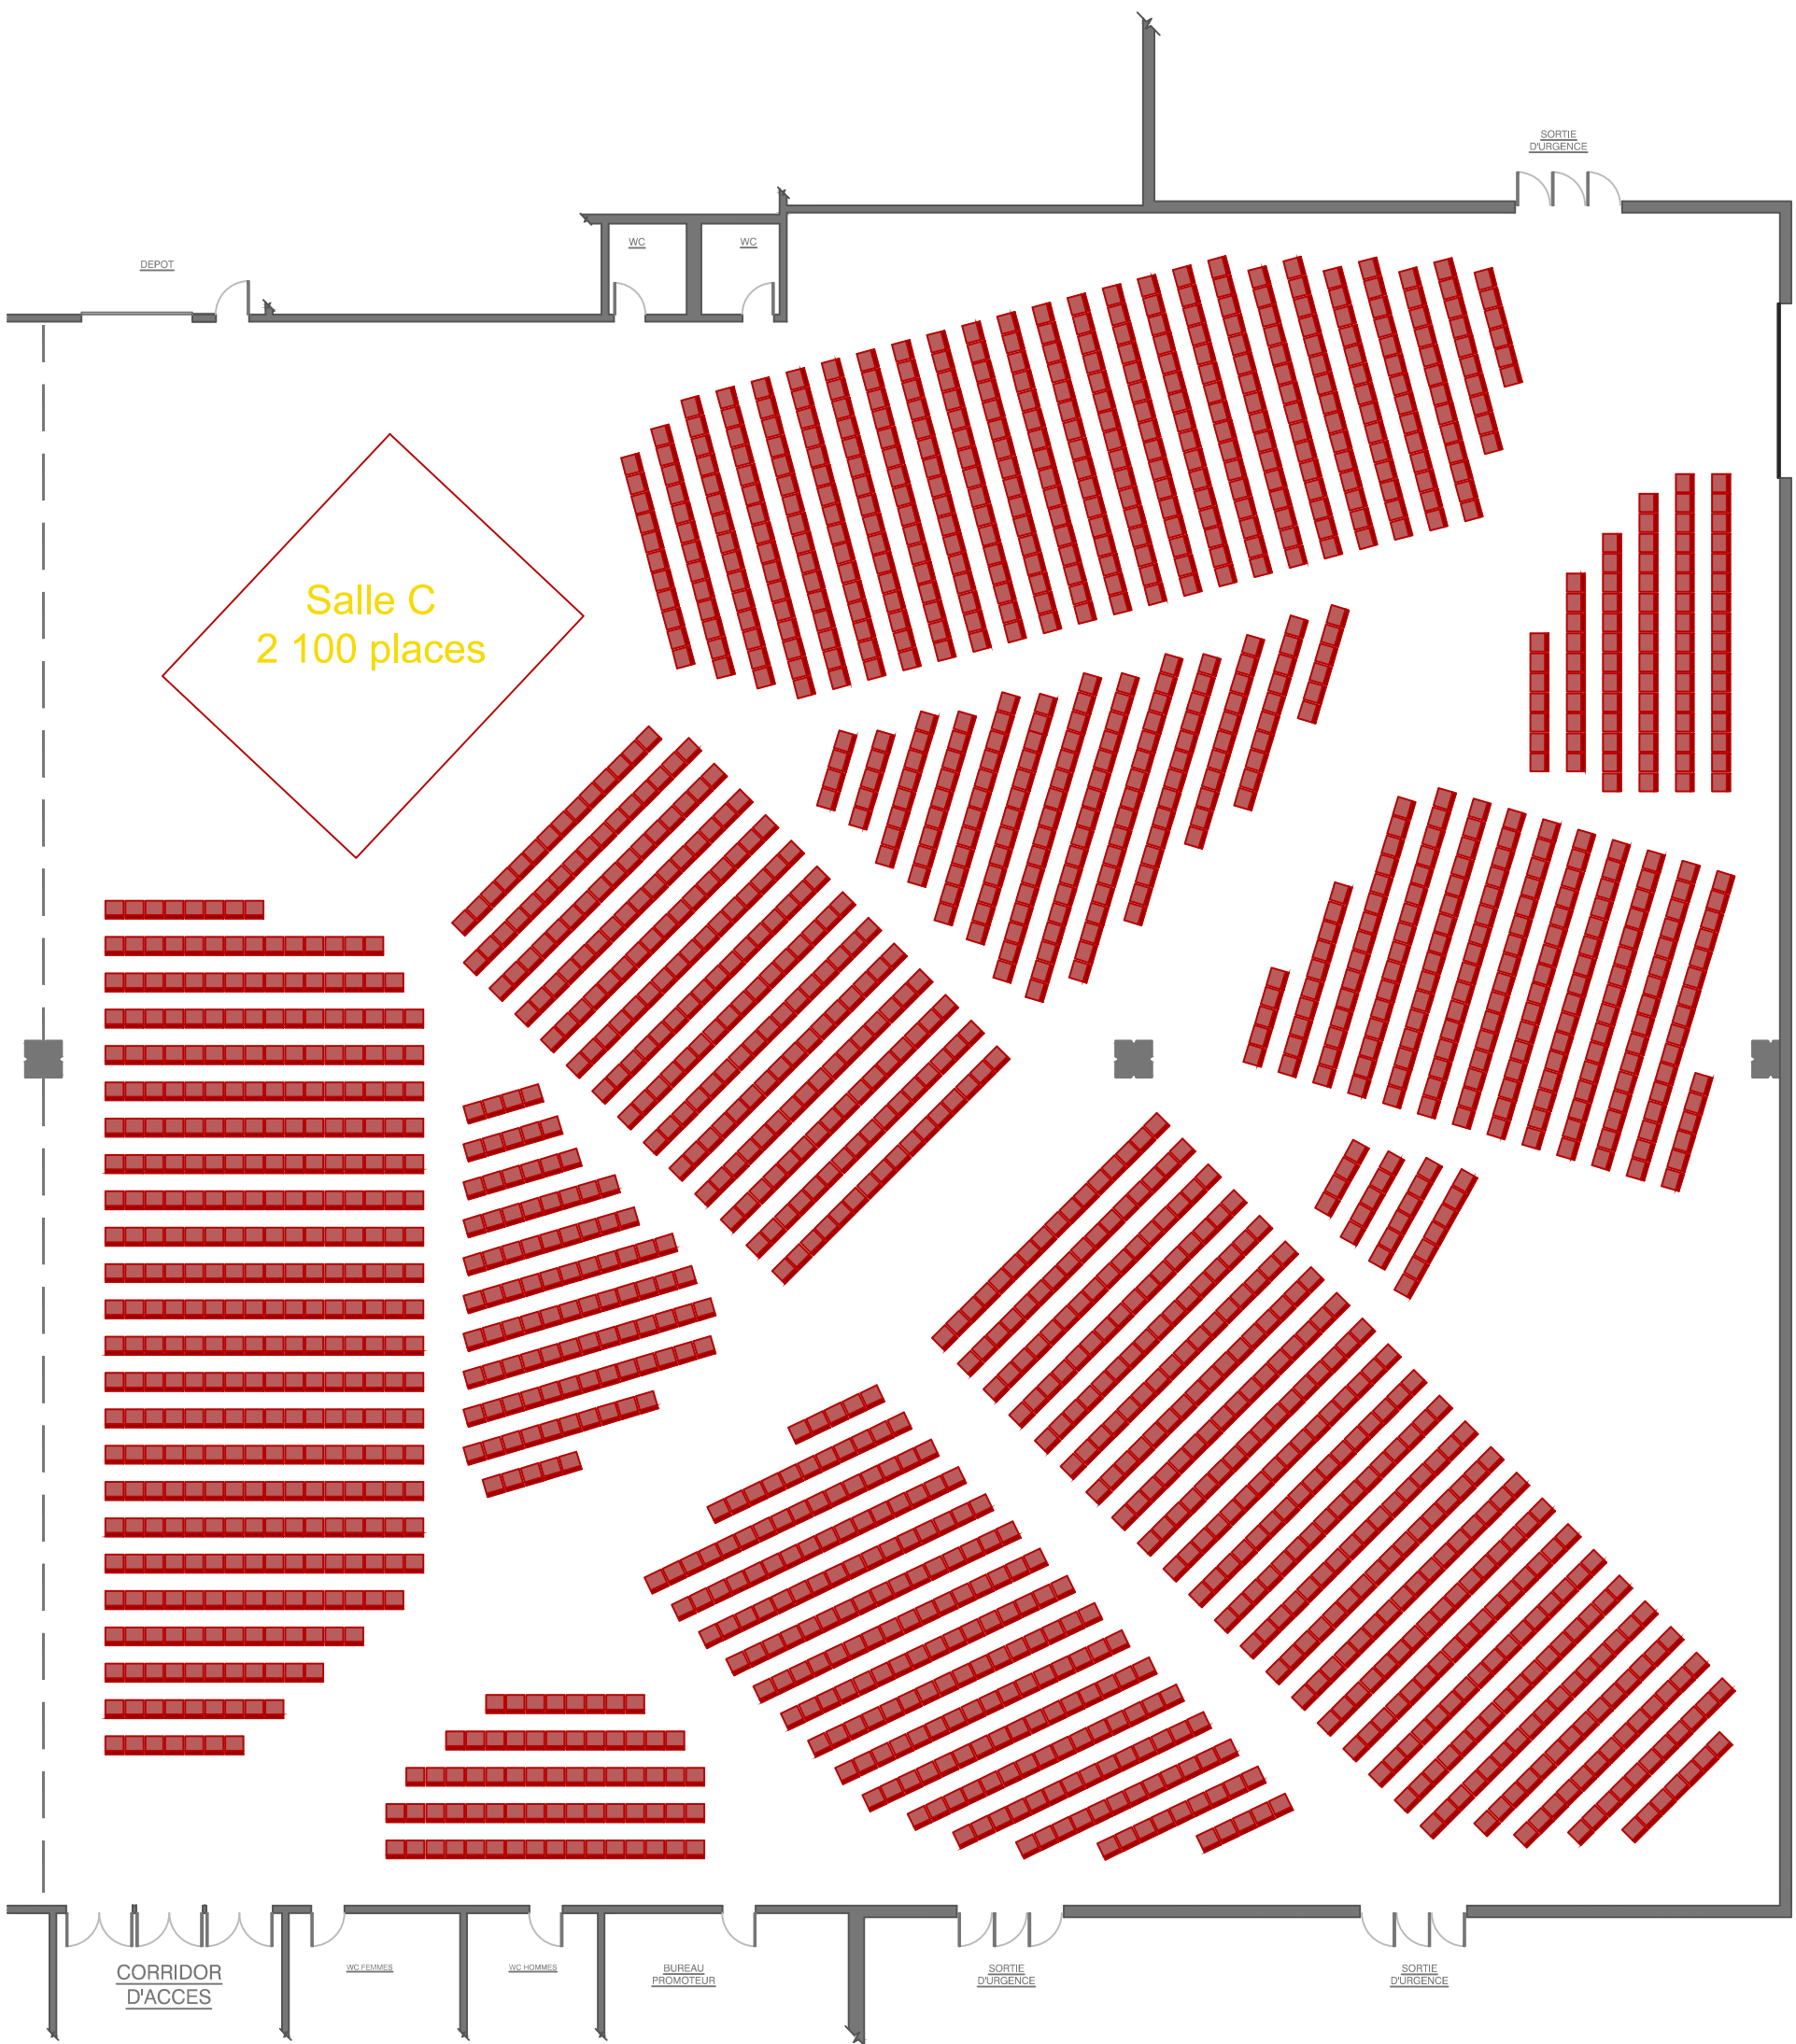 SORTIE
D'URGENCE
WC
WC
DEPOT
Salle C
2 100 places
CORRIDOR
D'ACCES
WC FEMMES
WC HOMMES
BUREAU
PROMOTEUR
SORTIE
D'URGENCE
SORTIE
D'URGENCE